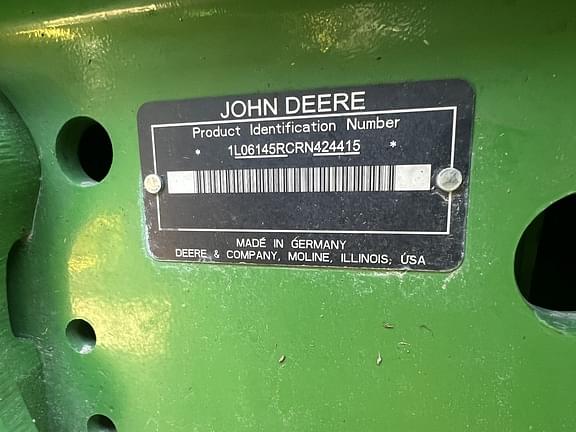 JOHN DEERE
Product Identification Number
* 1L06145RCRN424415 *
MADE IN GERMANY
DEERE & COMPANY, MOLINE, ILLINOIS, USA